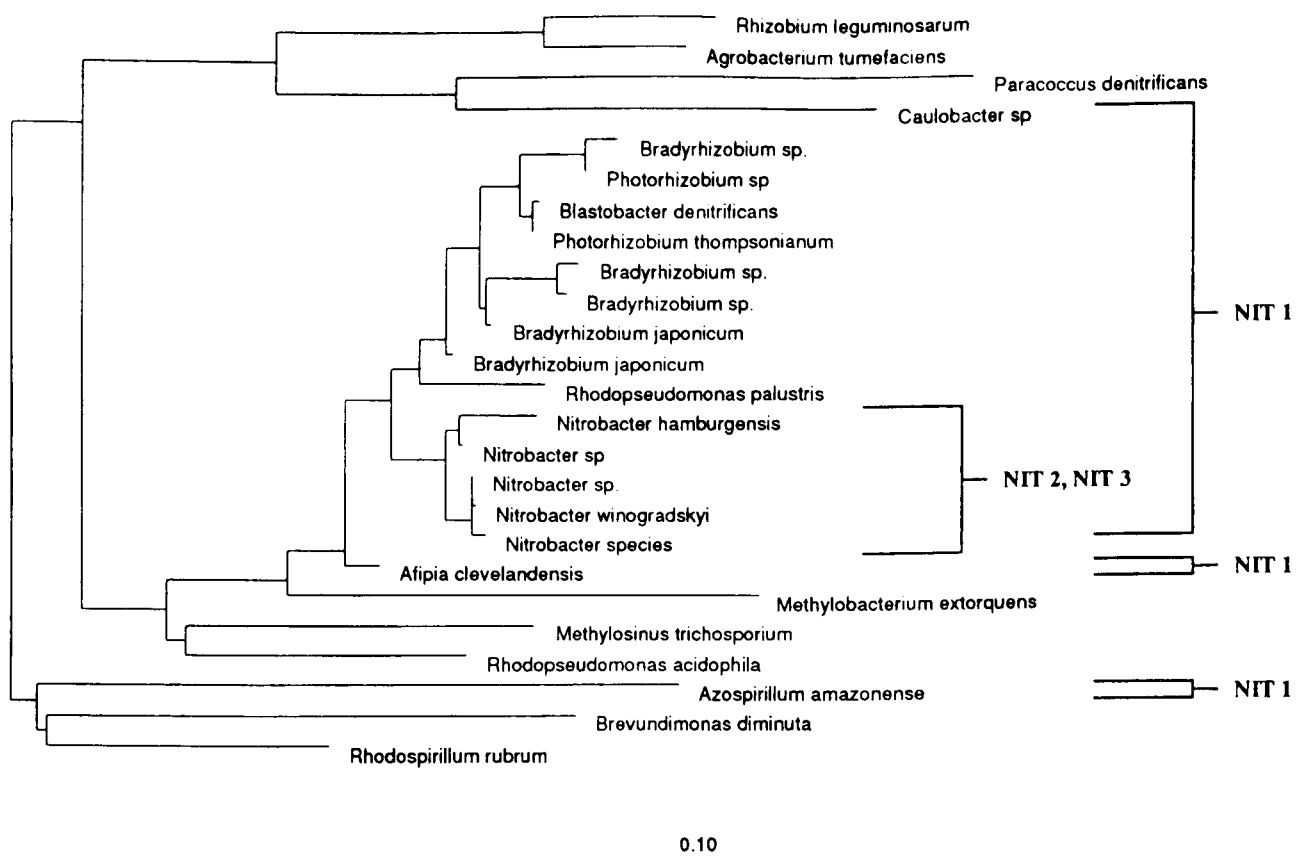 Rhizobium leguminosarum
Agrobacterium tumefaciens
Paracoccus denitrificans
Caulobacter sp
Bradyrhizobium sp.
Photorhizobium sp
Blastobacter denitrificans
Photorhizobium thompsonianum
Bradyrhizobium sp.
Bradyrhizobium sp.
Bradyrhizobium japonicum
NIT 1
Bradyrhizobium japonicum
Rhodopseudomonas palustris
Nitrobacter hamburgensis
Nitrobacter sp
NIT 2, NIT 3
Nitrobacter sp.
Nitrobacter winogradskyi
Nitrobacter species
Afipia clevelandensis
NIT 1
Methylobacterium extorquens
Methylosinus trichosporium
Rhodopseudomonas acidophila
Azospirillum amazonense
NIT 1
Brevundimonas diminuta
Rhodospirillum rubrum
0.10